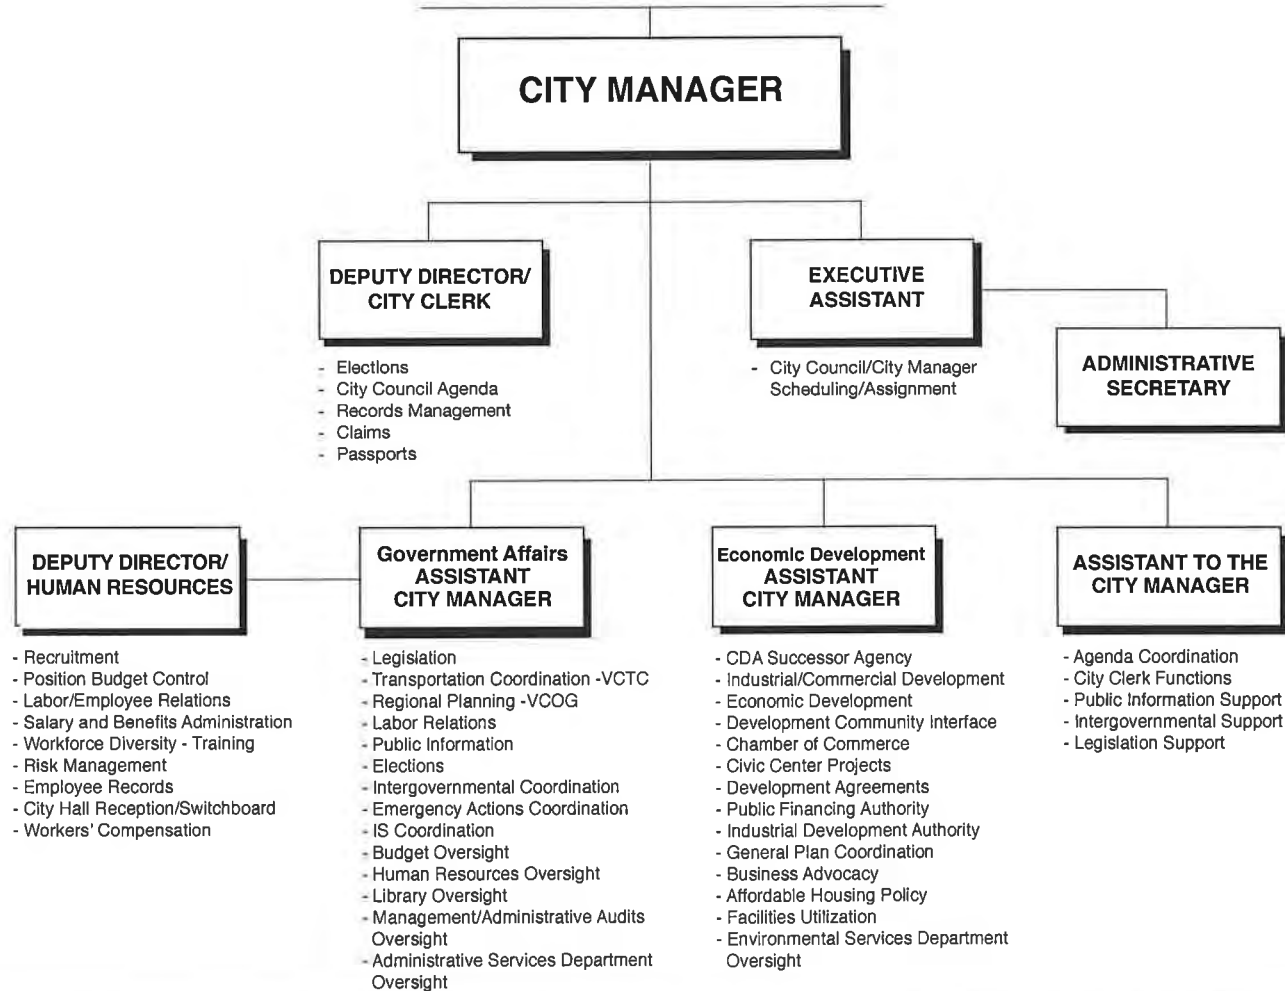 CITY MANAGER
DEPUTY DIRECTOR/
CITY CLERK
- Elections
- City Council Agenda
- Records Management
- Claims
- Passports
EXECUTIVE
ASSISTANT
- City Council/City Manager
Scheduling/Assignment
ADMINISTRATIVE
SECRETARY
DEPUTY DIRECTOR/
HUMAN RESOURCES
- Recruitment
- Position Budget Control
- Labor/Employee Relations
- Salary and Benefits Administration
- Workforce Diversity - Training
- Risk Management
- Employee Records
- City Hall Reception/Switchboard
- Workers' Compensation
Government Affairs
ASSISTANT
CITY MANAGER
- Legislation
- Transportation Coordination -VCTC
- Regional Planning -VCOG
- Labor Relations
- Public Information
- Elections
- Intergovernmental Coordination
- Emergency Actions Coordination
- IS Coordination
- Budget Oversight
- Human Resources Oversight
- Library Oversight
- Management/Administrative Audits
Oversight
- Administrative Services Department
Oversight
Economic Development
ASSISTANT
CITY MANAGER
- CDA Successor Agency
- Industrial/Commercial Development
- Economic Development
- Development Community Interface
- Chamber of Commerce
- Civic Center Projects
- Development Agreements
- Public Financing Authority
- Industrial Development Authority
- General Plan Coordination
- Business Advocacy
- Affordable Housing Policy
- Facilities Utilization
- Environmental Services Department
Oversight
ASSISTANT TO THE
CITY MANAGER
- Agenda Coordination
- City Clerk Functions
- Public Information Support
- Intergovernmental Support
- Legislation Support